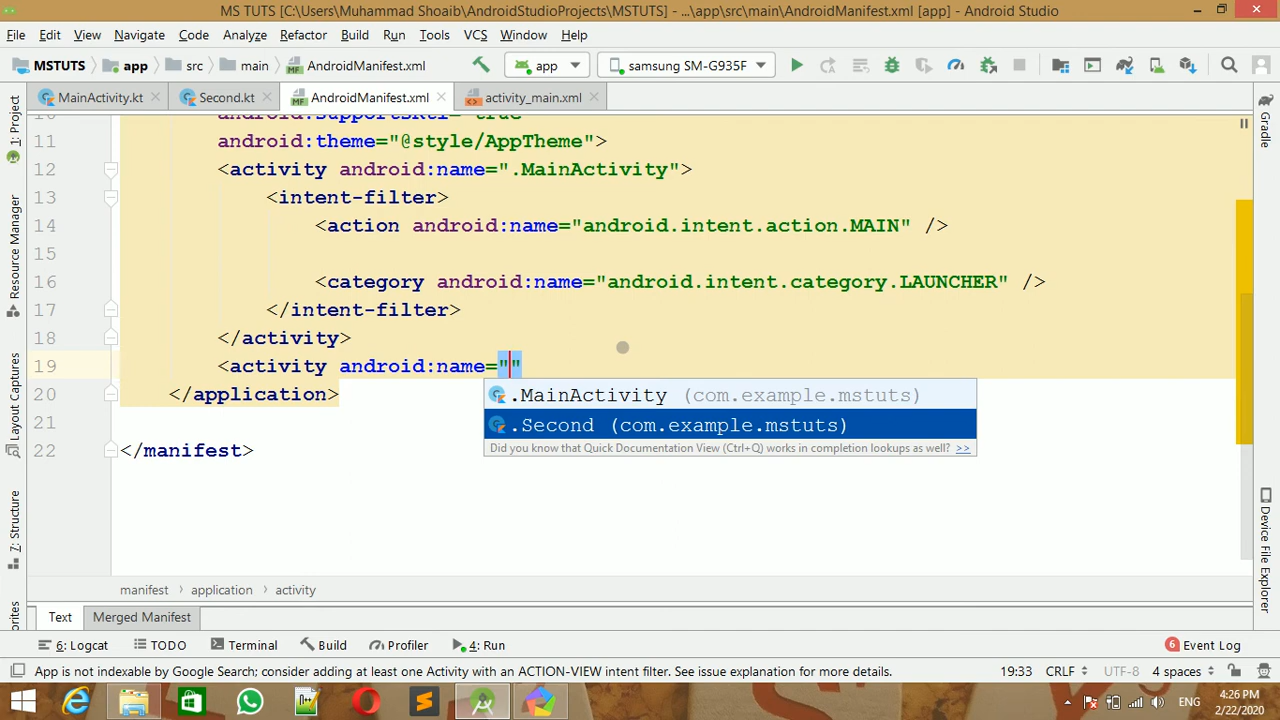 MS TUTS [C:\Users\Muhammad Shoaib\AndroidStudioProjects\MSTUTS] - ...\app\src\main\AndroidManifest.xml [app] - Android Studio
File Edit View Navigate Code Analyze Refactor Build Run Tools VCS Window Help
MSTUTS app src main AndroidManifest.xml app samsung SM-G935F
MainActivity.kt Second.kt AndroidManifest.xml activity_main.xml
11 android:theme="@style/AppTheme">
12 <activity android:name=".MainActivity">
13 <intent-filter>
14 <action android:name="android.intent.action.MAIN" />
15
16 <category android:name="android.intent.category.LAUNCHER" />
17 </intent-filter>
18 </activity>
19 <activity android:name=""
20 </application>
21
22 </manifest>
.MainActivity (com.example.mstuts)
.Second (com.example.mstuts)
Did you know that Quick Documentation View (Ctrl+Q) works in completion lookups as well? >>
manifest application activity
Text Merged Manifest
6: Logcat TODO Terminal Build Profiler 4: Run 6 Event Log
App is not indexable by Google Search; consider adding at least one Activity with an ACTION-VIEW intent filter. See issue explanation for more details. 19:33 CRLF UTF-8 4 spaces
ENG
4:26 PM
2/22/2020
1: Project
Resource Manager
Layout Captures
7: Structure
Gradle
Device File Explorer